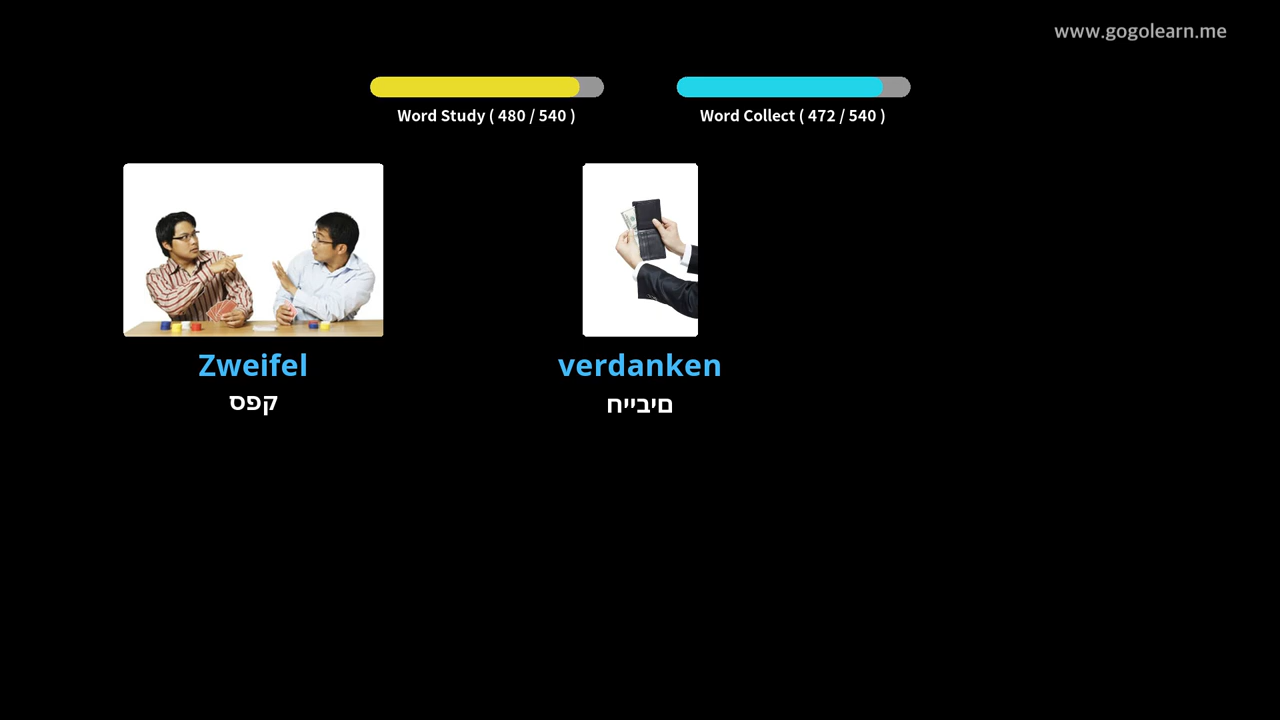 www.gogolearn.me
Word Study ( 480 / 540 )
Word Collect ( 472 / 540 )
Zweifel
קפס
verdanken
םיבייח